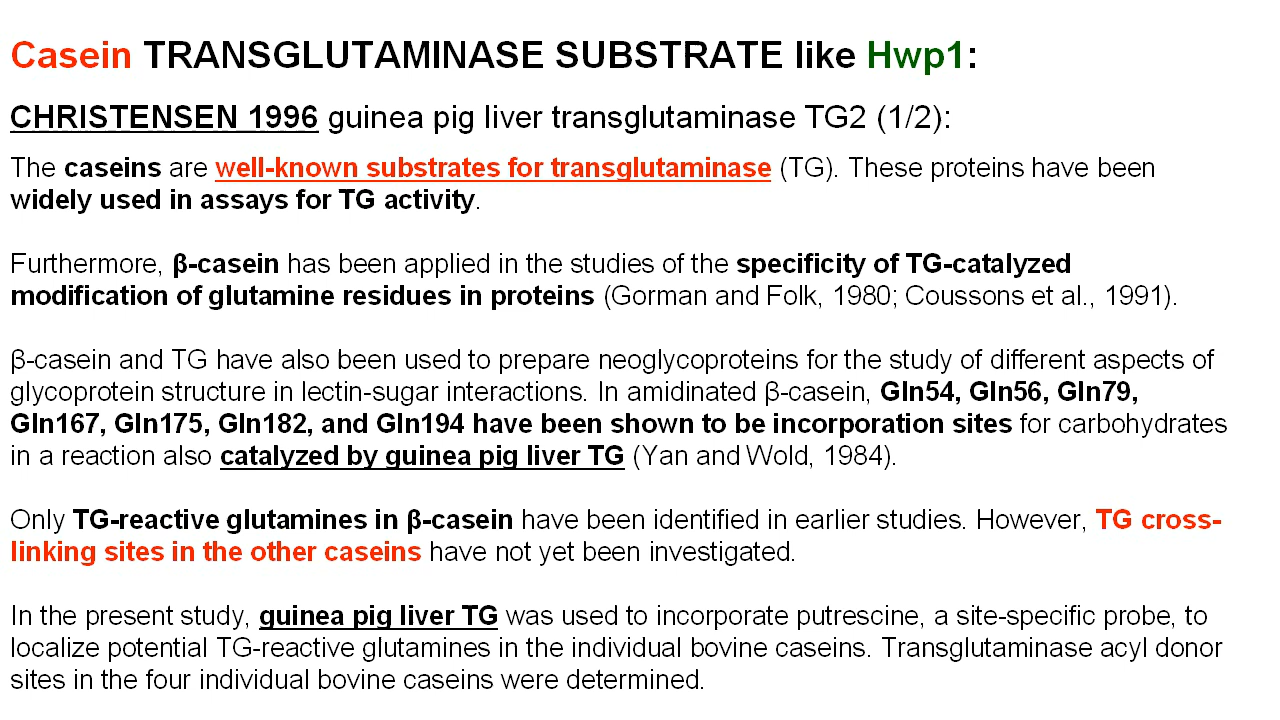 Casein TRANSGLUTAMINASE SUBSTRATE like Hwp1:
CHRISTENSEN 1996 guinea pig liver transglutaminase TG2 (1/2):
The caseins are well-known substrates for transglutaminase (TG). These proteins have been
widely used in assays for TG activity.
Furthermore, β-casein has been applied in the studies of the specificity of TG-catalyzed
modification of glutamine residues in proteins (Gorman and Folk, 1980; Coussons et al., 1991).
β-casein and TG have also been used to prepare neoglycoproteins for the study of different aspects of
glycoprotein structure in lectin-sugar interactions. In amidinated β-casein, Gln54, Gln56, Gln79,
Gln167, Gln175, Gln182, and Gln194 have been shown to be incorporation sites for carbohydrates
in a reaction also catalyzed by guinea pig liver TG (Yan and Wold, 1984).
Only TG-reactive glutamines in β-casein have been identified in earlier studies. However, TG cross-
linking sites in the other caseins have not yet been investigated.
In the present study, guinea pig liver TG was used to incorporate putrescine, a site-specific probe, to
localize potential TG-reactive glutamines in the individual bovine caseins. Transglutaminase acyl donor
sites in the four individual bovine caseins were determined.